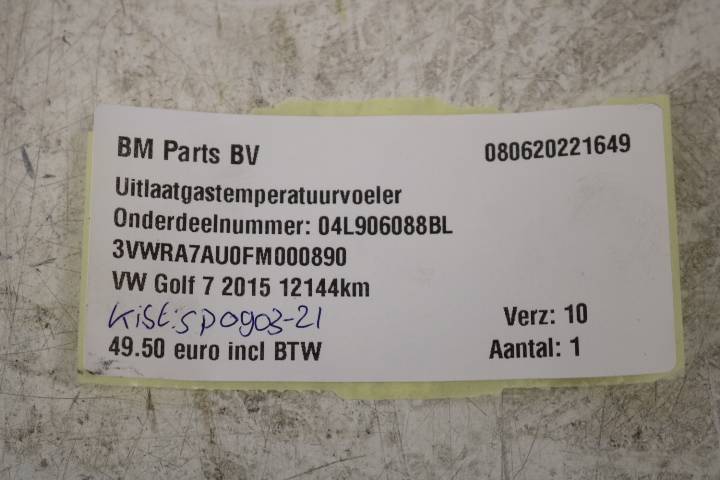 BM Parts BV 080620221649
Uitlaatgastemperatuurvoeler
Onderdeelnummer: 04L906088BL
3VWRA7AU0FM000890
VW Golf 7 2015 12144km
Kist: SP0903-21 Verz: 10
49.50 euro incl BTW Aantal: 1